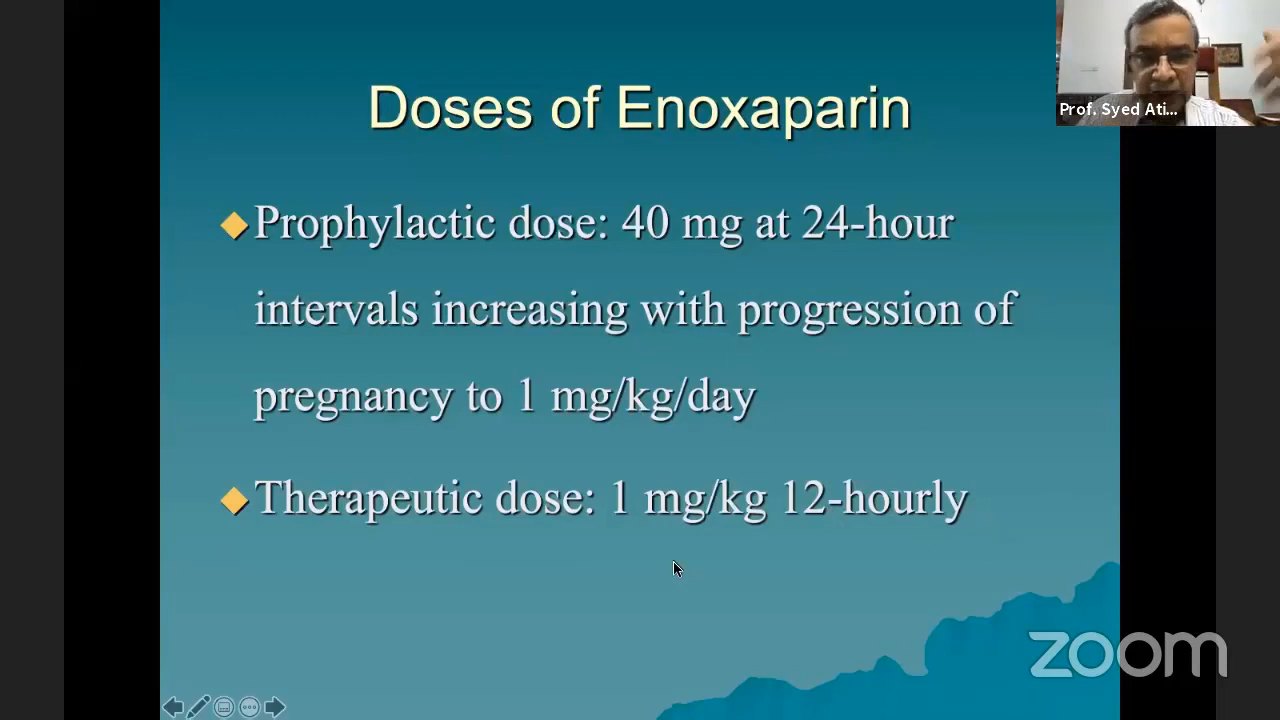 Doses of Enoxaparin
Prof. Syed Ati...
Prophylactic dose: 40 mg at 24-hour
intervals increasing with progression of
pregnancy to 1 mg/kg/day
Therapeutic dose: 1 mg/kg 12-hourly
zoom